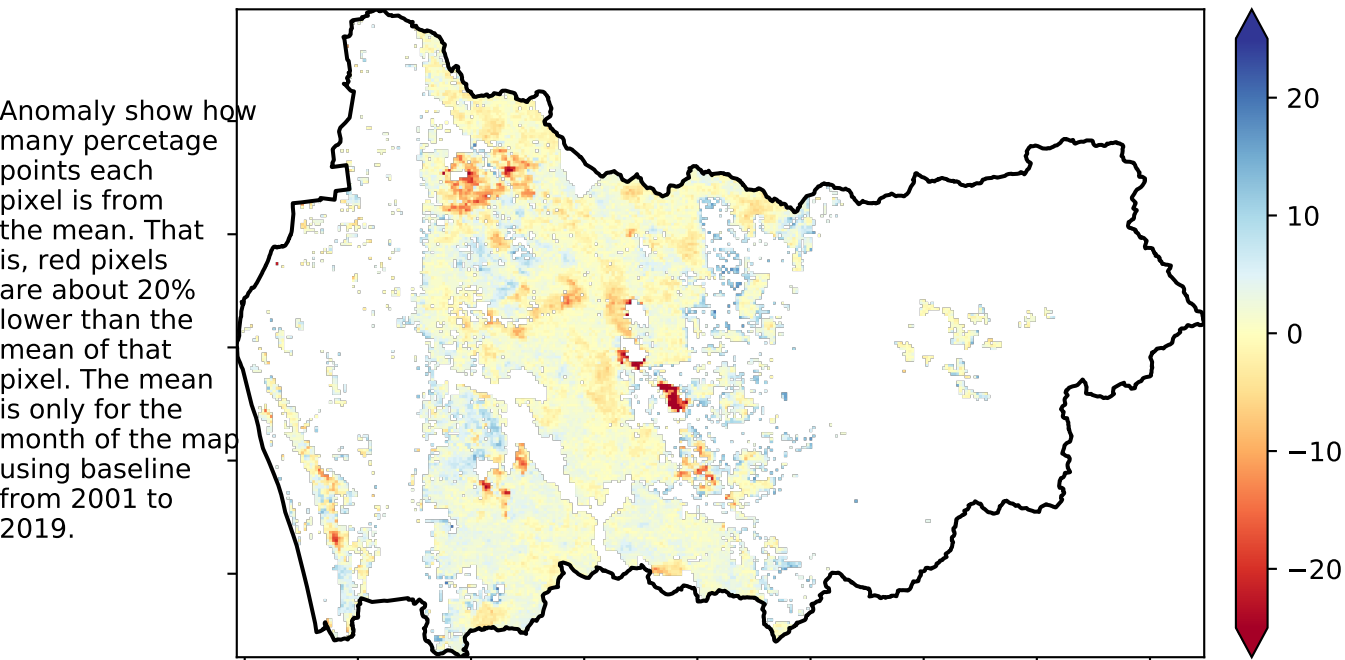 Anomaly show how
many percetage
points each
pixel is from
the mean. That
is, red pixels
are about 20%
lower than the
mean of that
pixel. The mean
is only for the
month of the map
using baseline
from 2001 to
2019.
20
10
0
−10
−20